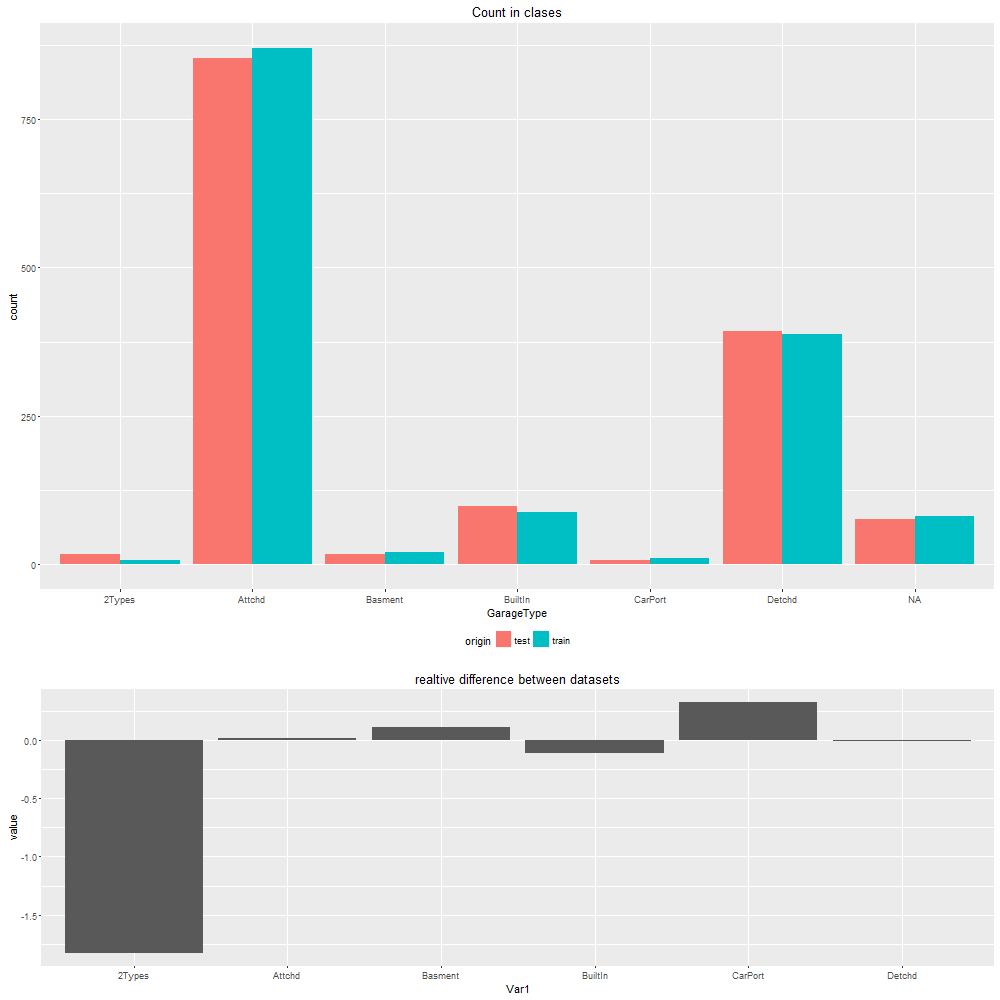 Count in clases
count
750
500
250
0
2Types Attchd Basment BuiltIn CarPort Detchd NA
GarageType
origin test train
realtive difference between datasets
value
0.0
-0.5
-1.0
-1.5
2Types Attchd Basment BuiltIn CarPort Detchd
Var1